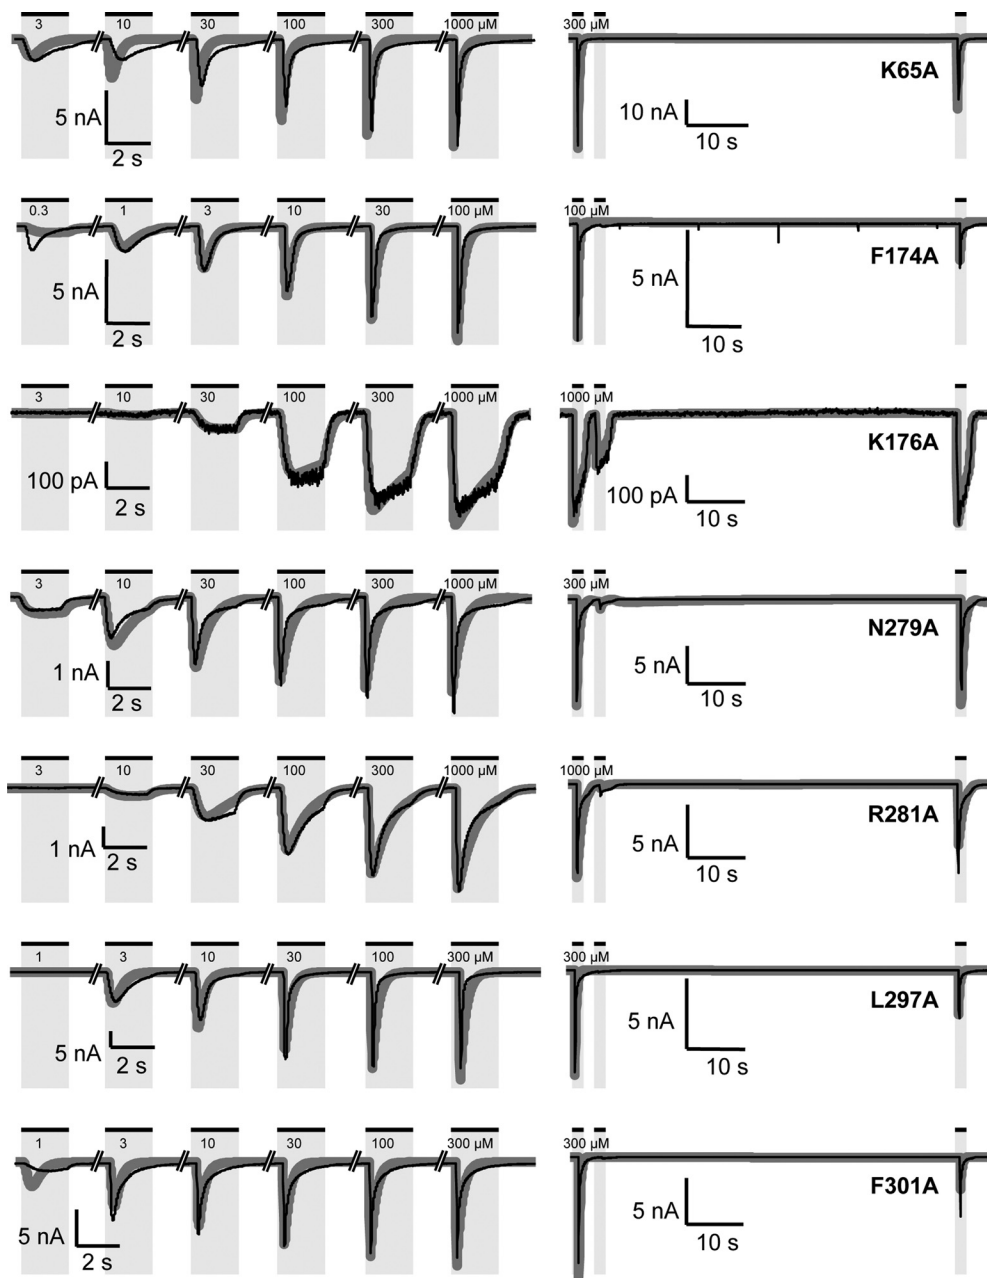 3 10 30 100 300 1000 µM 300 µM
K65A
5 nA 10 nA
2 s 10 s
0.3 1 3 10 30 100 µM 100 µM
F174A
5 nA 5 nA
2 s 10 s
3 10 30 100 300 1000 µM 1000 µM
K176A
100 pA 100 pA
2 s 10 s
3 10 30 100 300 1000 µM 300 µM
N279A
1 nA 5 nA
2 s 10 s
3 10 30 100 300 1000 µM 1000 µM
R281A
1 nA 5 nA
2 s 10 s
1 3 10 30 100 300 µM 300 µM
L297A
5 nA 5 nA
2 s 10 s
1 3 10 30 100 300 µM 300 µM
F301A
5 nA 5 nA
2 s 10 s